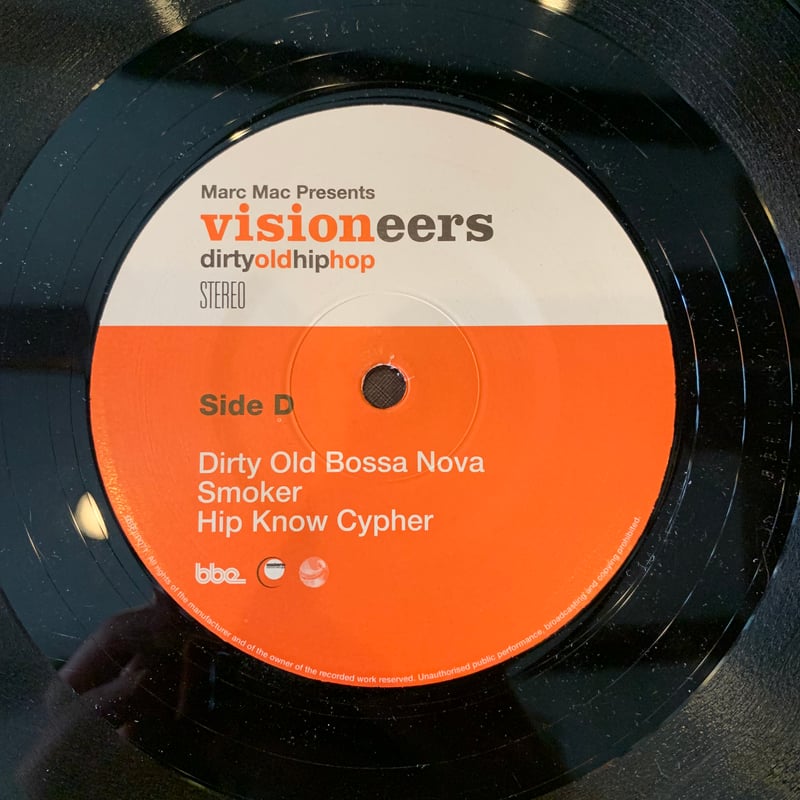 Marc Mac Presents
visioneers
dirtyoldhiphop
STEREO
Side D
Dirty Old Bossa Nova
Smoker
Hip Know Cypher
bbe
All rights of the manufacturer and of the owner of the recorded work reserved. Unauthorised public performance, broadcasting and copying prohibited.